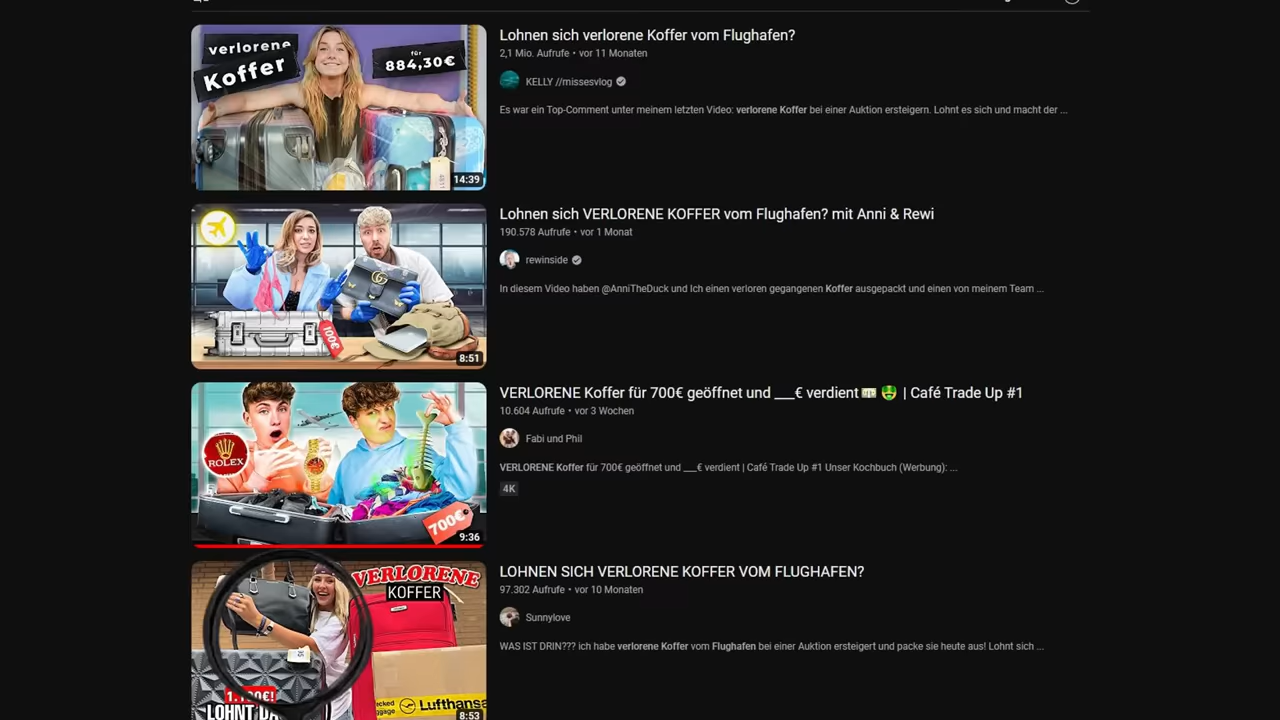 verlorene
Koffer
für
884,30€
14:39
Lohnen sich verlorene Koffer vom Flughafen?
2,1 Mio. Aufrufe • vor 11 Monaten
KELLY //missesvlog
Es war ein Top-Comment unter meinem letzten Video: verlorene Koffer bei einer Auktion ersteigern. Lohnt es sich und macht der ...
100€
8:51
Lohnen sich VERLORENE KOFFER vom Flughafen? mit Anni & Rewi
190.578 Aufrufe • vor 1 Monat
rewinside
In diesem Video haben @AnniTheDuck und Ich einen verloren gegangenen Koffer ausgepackt und einen von meinem Team ...
ROLEX
700€
9:36
VERLORENE Koffer für 700€ geöffnet und ___€ verdient💵 🤑 | Café Trade Up #1
10.604 Aufrufe • vor 3 Wochen
Fabi und Phil
VERLORENE Koffer für 700€ geöffnet und ___€ verdient | Café Trade Up #1 Unser Kochbuch (Werbung): ...
4K
VERLORENE
KOFFER
LOHNT DA
Lufthansa
8:53
LOHNEN SICH VERLORENE KOFFER VOM FLUGHAFEN?
97.302 Aufrufe • vor 10 Monaten
Sunnylove
WAS IST DRIN??? ich habe verlorene Koffer vom Flughafen bei einer Auktion ersteigert und packe sie heute aus! Lohnt sich ...